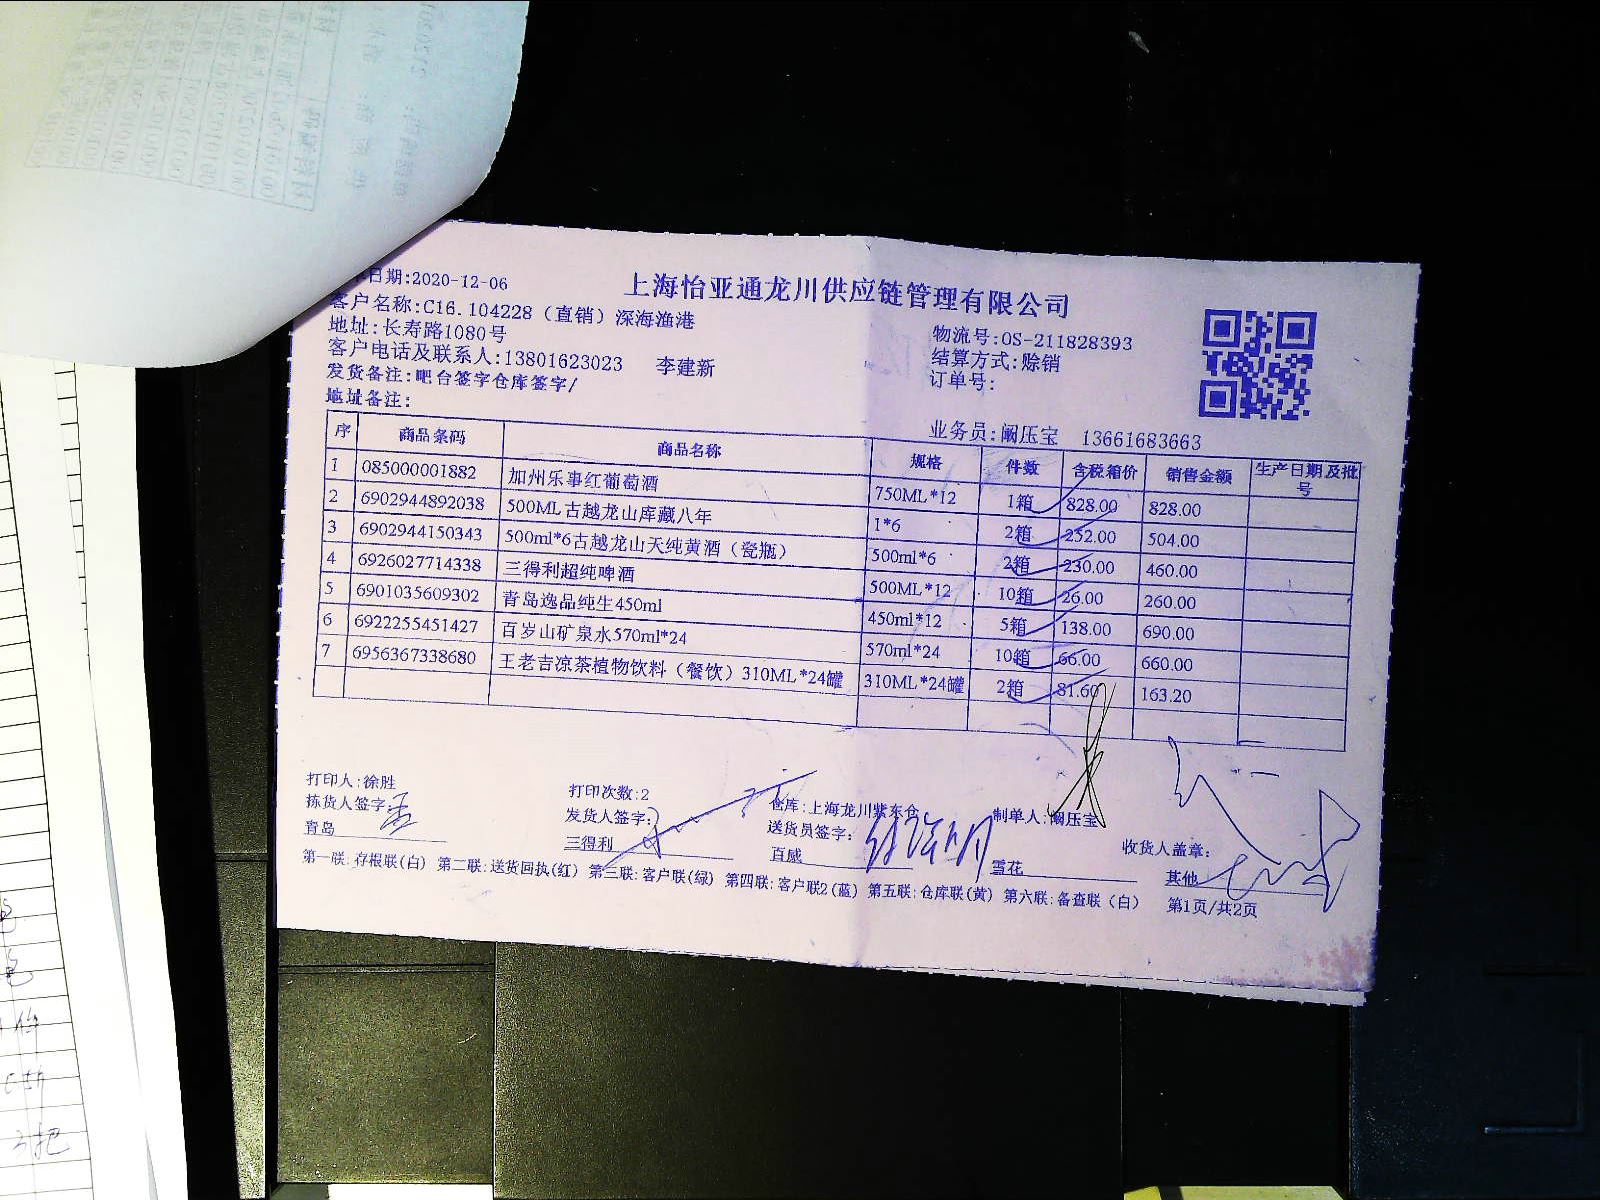 日期:2020-12-06
上海怡亚通龙川供应链管理有限公司
客户名称:C16.104228（直销）深海渔港
物流号:OS-211828393
地址:长寿路1080号
结算方式:赊销
客户电话及联系人:13801623023 李建新
订单号:
发货备注:吧台签字仓库签字/
地址备注:
业务员:阚压宝 13661683663
序 商品条码 商品名称 规格 件数 含税箱价 销售金额 生产日期及批号
1 085000001882 加州乐事红葡萄酒 750ML*12 1箱 828.00 828.00
2 6902944892038 500ML古越龙山库藏八年 1*6 2箱 252.00 504.00
3 6902944150343 500ml*6古越龙山天纯黄酒（瓷瓶） 500ml*6 2箱 230.00 460.00
4 6926027714338 三得利超纯啤酒 500ML*12 10箱 26.00 260.00
5 6901035609302 青岛逸品纯生450ml 450ml*12 5箱 138.00 690.00
6 6922255451427 百岁山矿泉水570ml*24 570ml*24 10箱 66.00 660.00
7 6956367338680 王老吉凉茶植物饮料（餐饮）310ML*24罐 310ML*24罐 2箱 81.60 163.20
打印人:徐胜 打印次数:2 仓库:上海龙川紫东仓 制单人:阚压宝
拣货人签字: 发货人签字: 送货员签字: 收货人盖章:
青岛 三得利 百威 雪花 其他
第一联:存根联(白) 第二联:送货回执(红) 第三联:客户联(绿) 第四联:客户联2(蓝) 第五联:仓库联(黄) 第六联:备查联（白） 第1页/共2页